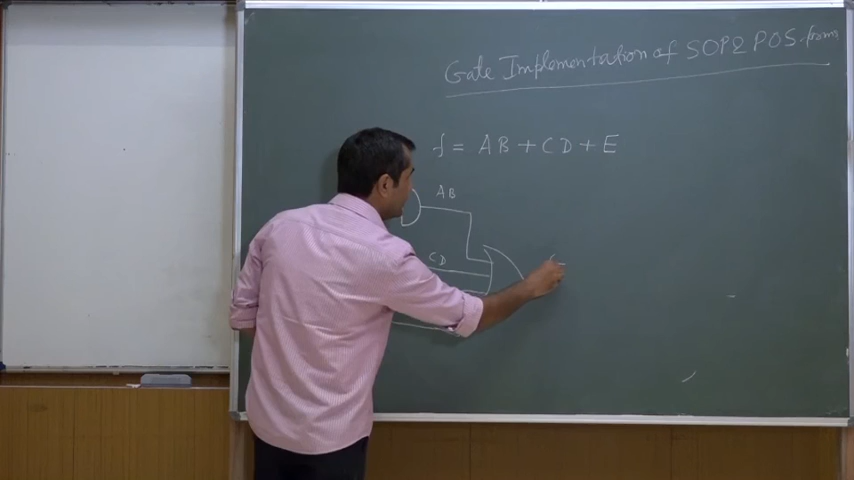 Gate Implementation of SOP & POS forms
f = AB + CD + E
AB
CD